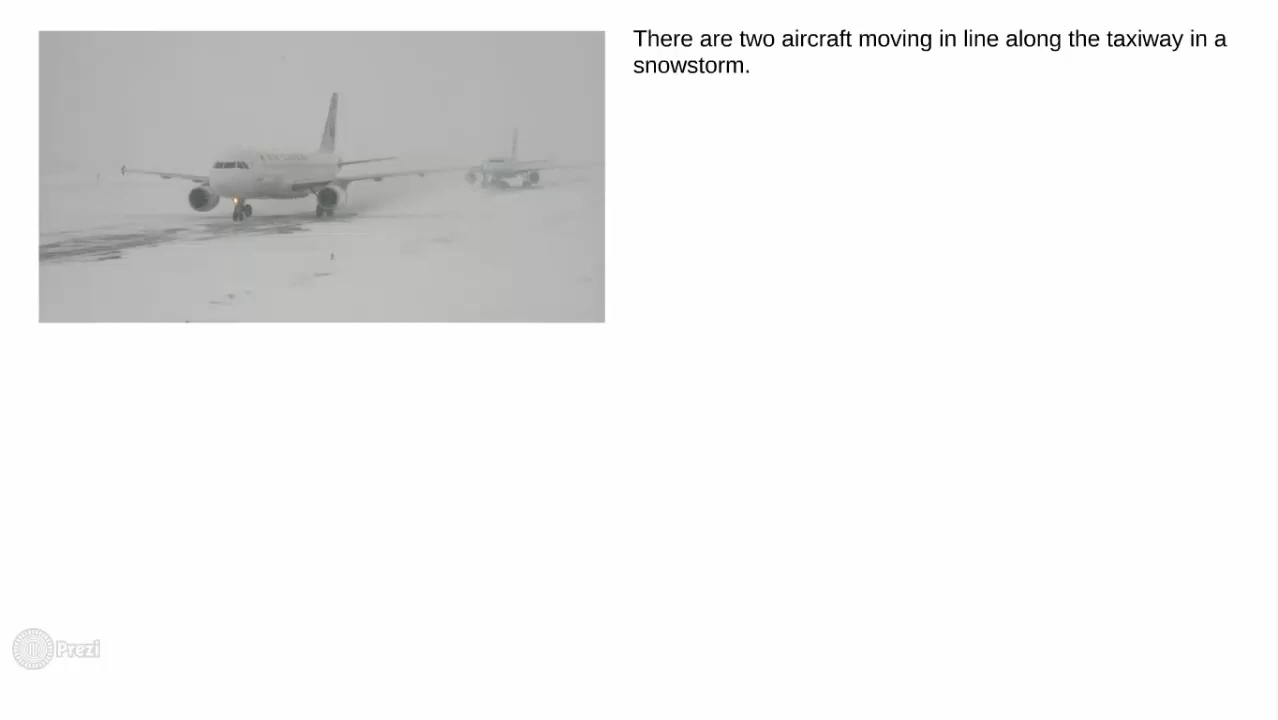 There are two aircraft moving in line along the taxiway in a
snowstorm.
Prezi